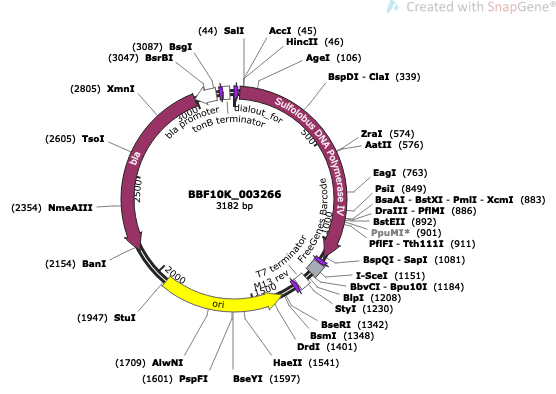 Created with SnapGene®
(44) SalI
AccI (45)
HincII (46)
AgeI (106)
BspDI - ClaI (339)
ZraI (574)
AatII (576)
EagI (763)
PsiI (849)
BsaAI - BstXI - PmlI - XcmI (883)
DraIII - PflMI (886)
BstEII (892)
PpuMI* (901)
PflFI - Tth111I (911)
BspQI - SapI (1081)
I-SceI (1151)
BbvCI - Bpu10I (1184)
BlpI (1208)
StyI (1230)
BseRI (1342)
BsmI (1348)
DrdI (1401)
HaeII (1541)
BseYI (1597)
(1601) PspFI
(1709) AlwNI
(1947) StuI
(2154) BanI
(2354) NmeAIII
(2605) TsoI
(2805) XmnI
(3047) BsrBI
(3087) BsgI
BBF10K_003266
3182 bp
Sulfolobus DNA Polymerase IV
FreeGenes Barcode
T7 terminator
M13 rev
ori
bla
bla promoter
tonB terminator
dialout_for
500
1000
1500
2000
2500
3000